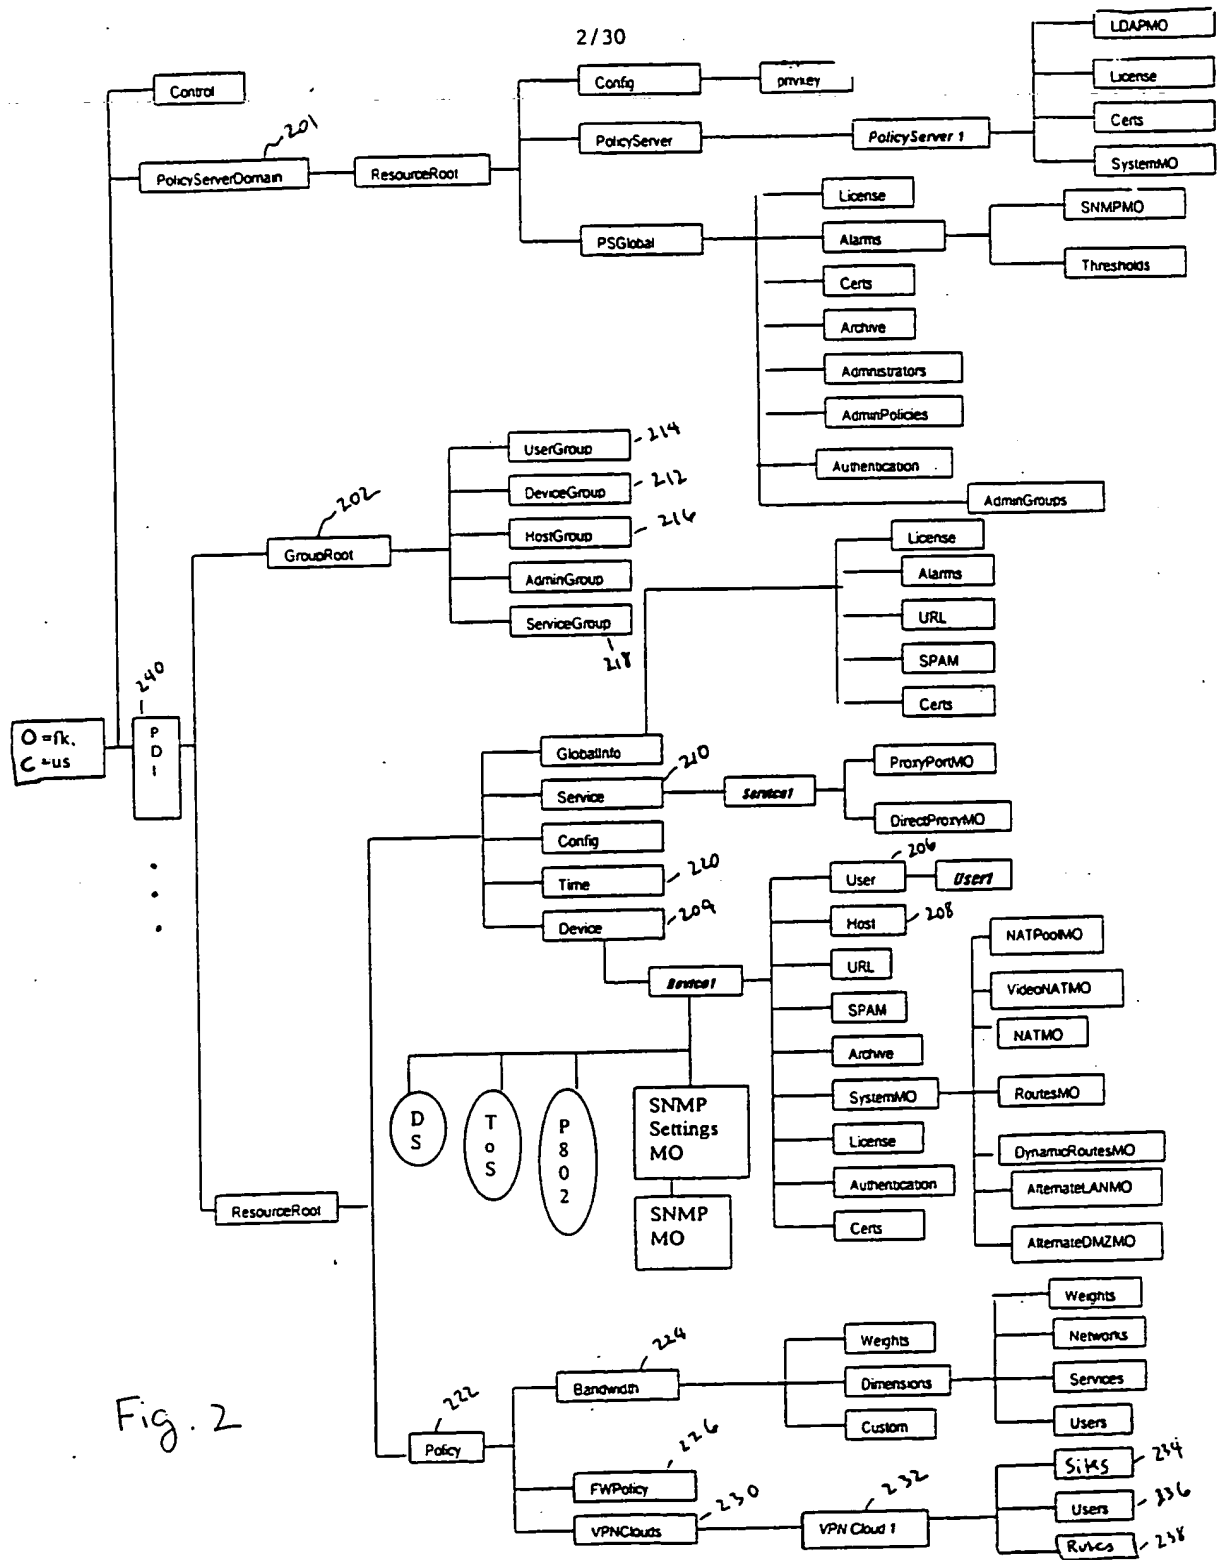 2/30
LDAPMO
Control
Config
privkey
License
201
PolicyServerDomain
ResourceRoot
PolicyServer
PolicyServer 1
Certs
SystemMO
PSGlobal
License
Alarms
SNMPMO
Thresholds
Certs
Archive
Administrators
AdminPolicies
Authentication
AdminGroups
202
GroupRoot
UserGroup
214
DeviceGroup
212
HostGroup
216
AdminGroup
ServiceGroup
218
License
Alarms
URL
SPAM
Certs
240
O =fk,
C =us
P
D
I
GlobalInfo
Service
210
Service1
ProxyPortMO
DirectProxyMO
Config
Time
220
Device
209
Device1
206
User
User1
Host
208
URL
SPAM
Archive
SystemMO
License
Authentication
Certs
NATPoolMO
VideoNATMO
NATMO
RoutesMO
DynamicRoutesMO
AlternateLANMO
AlternateDMZMO
D
S
T
o
S
P
8
0
2
SNMP
Settings
MO
SNMP
MO
ResourceRoot
222
Policy
224
Bandwidth
Weights
Dimensions
Custom
Weights
Networks
Services
Users
226
FWPolicy
230
VPNClouds
232
VPN Cloud 1
Sites
234
Users
236
Rules
238
Fig. 2